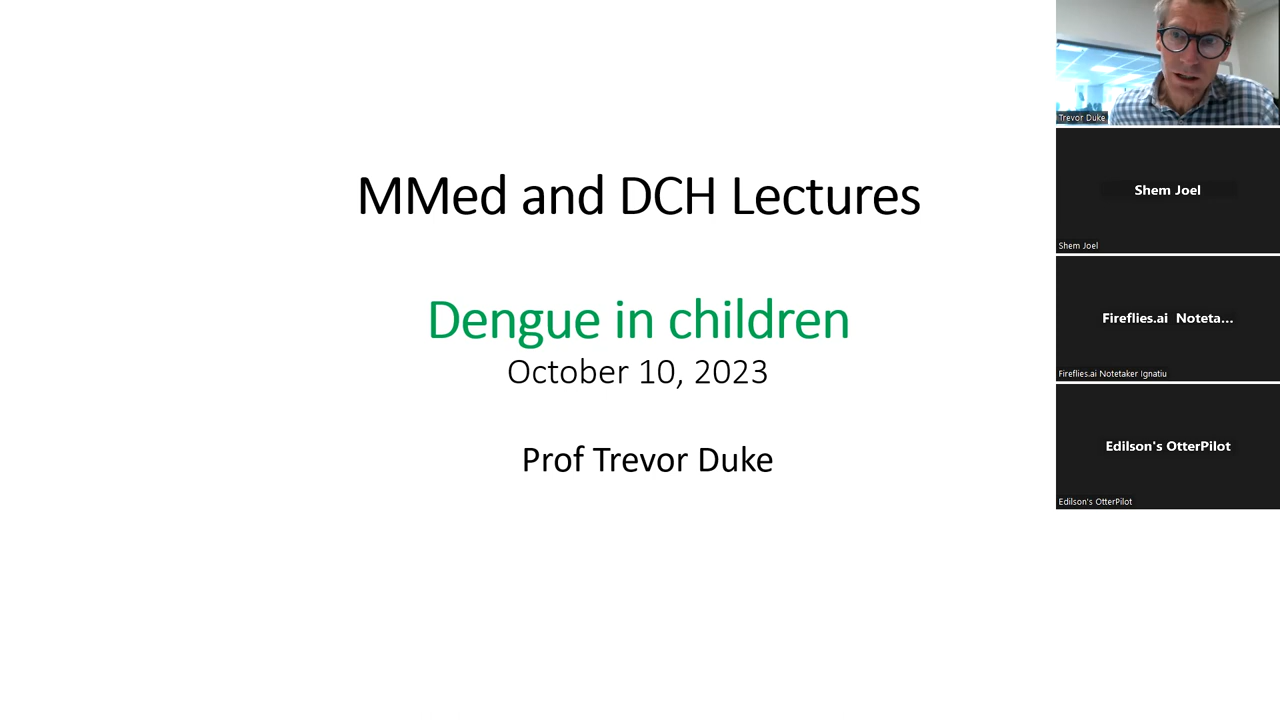 MMed and DCH Lectures
Dengue in children
October 10, 2023
Prof Trevor Duke
Trevor Duke
Shem Joel
Shem Joel
Fireflies.ai Noteta...
Fireflies.ai Notetaker Ignatiu
Edilson's OtterPilot
Edilson's OtterPilot